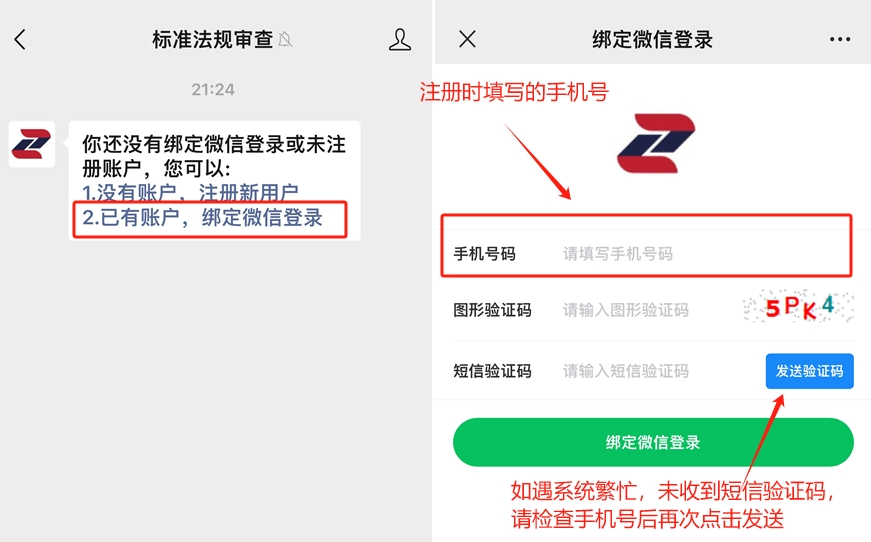 标准法规审查
21:24
你还没有绑定微信登录或未注
册账户，您可以:
1.没有账户，注册新用户
2.已有账户，绑定微信登录
绑定微信登录
注册时填写的手机号
手机号码 请填写手机号码
图形验证码 请输入图形验证码 5PK4
短信验证码 请输入短信验证码 发送验证码
绑定微信登录
如遇系统繁忙，未收到短信验证码，
请检查手机号后再次点击发送